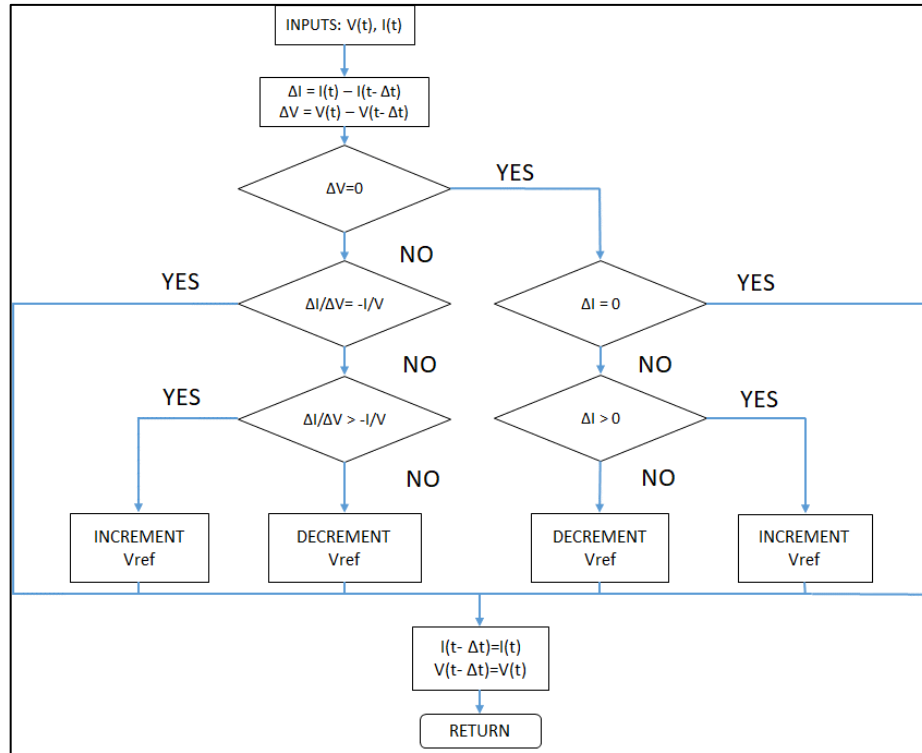 INPUTS: V(t), I(t)
ΔI = I(t) – I(t- Δt)
ΔV = V(t) – V(t- Δt)
ΔV=0
YES
NO
YES
ΔI/ΔV= -I/V
ΔI = 0
YES
NO
NO
YES
ΔI/ΔV > -I/V
ΔI > 0
YES
NO
NO
INCREMENT
Vref
DECREMENT
Vref
DECREMENT
Vref
INCREMENT
Vref
I(t- Δt)=I(t)
V(t- Δt)=V(t)
RETURN